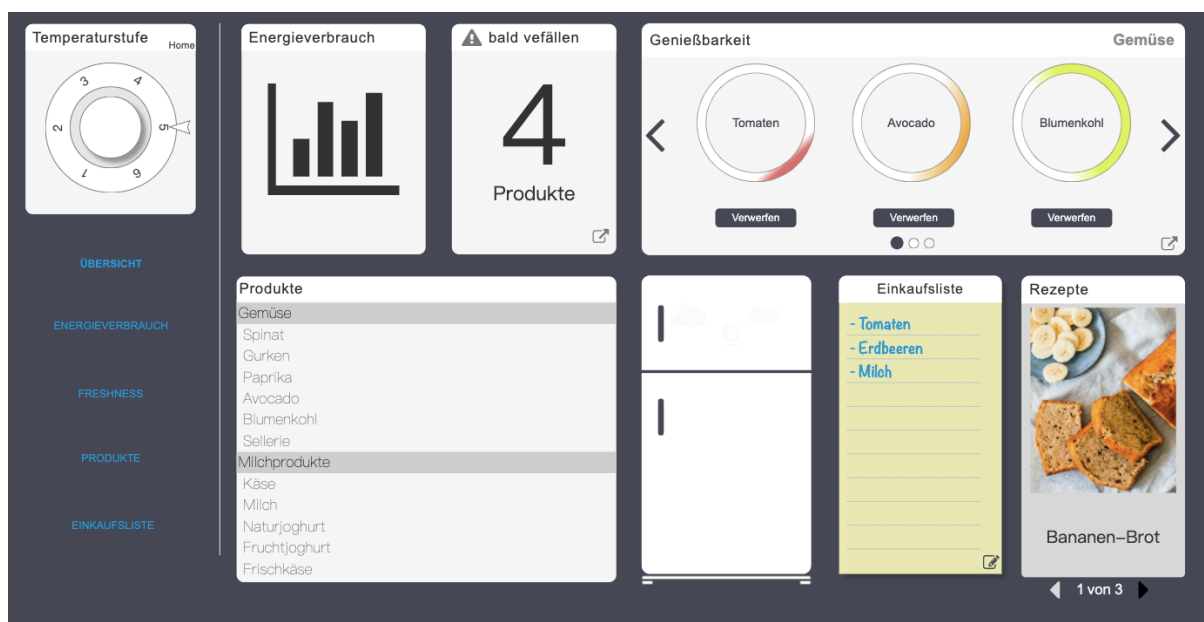 Temperaturstufe
Home
3
4
2
5
1
6
ÜBERSICHT
ENERGIEVERBRAUCH
FRESHNESS
PRODUKTE
EINKAUFSLISTE
Energieverbrauch
bald vefällen
4
Produkte
Genießbarkeit
Gemüse
Tomaten
Avocado
Blumenkohl
Verwerfen
Verwerfen
Verwerfen
Produkte
Gemüse
Spinat
Gurken
Paprika
Avocado
Blumenkohl
Sellerie
Milchprodukte
Käse
Milch
Naturjoghurt
Fruchtjoghurt
Frischkäse
Einkaufsliste
- Tomaten
- Erdbeeren
- Milch
Rezepte
Bananen-Brot
1 von 3